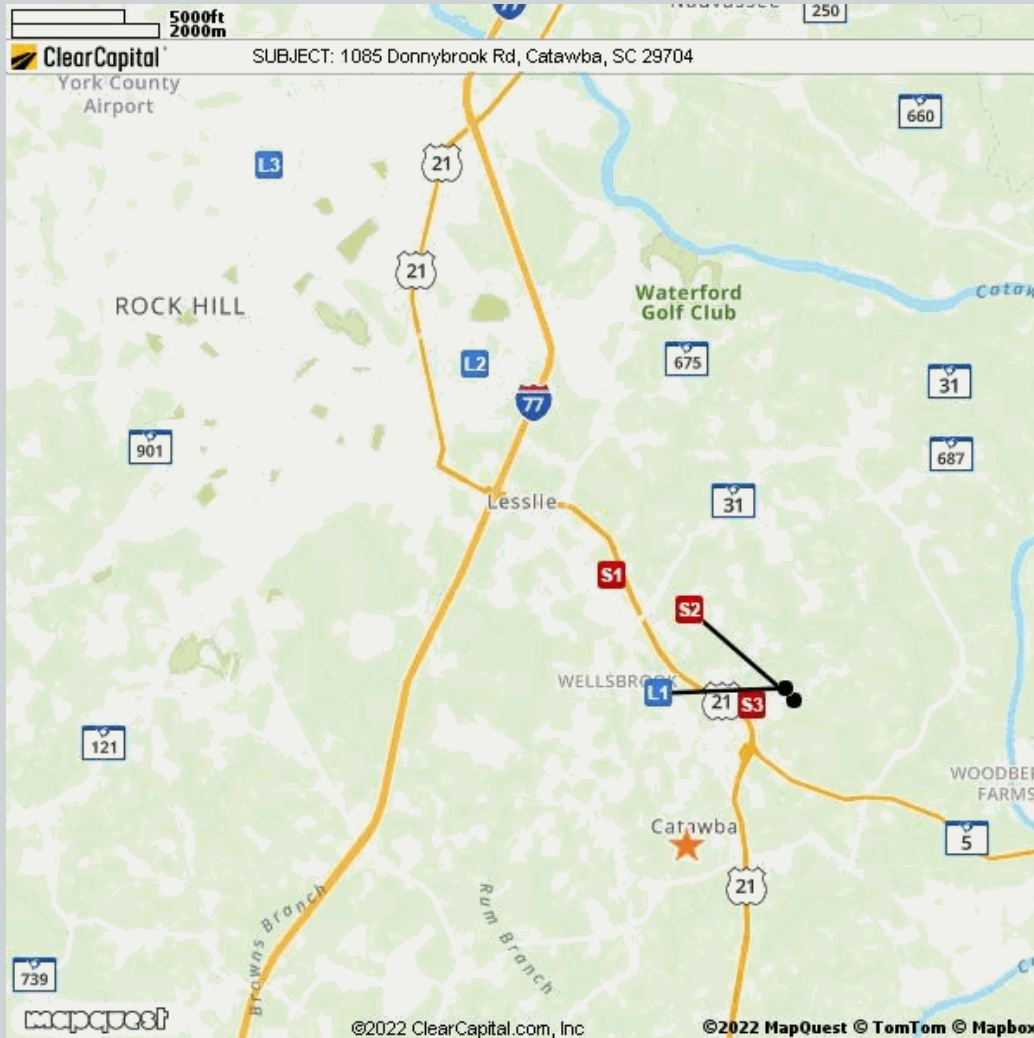 77
250
5000ft
2000m
ClearCapital
SUBJECT: 1085 Donnybrook Rd, Catawba, SC 29704
York County
Airport
660
L3
21
21
Waterford
Golf Club
ROCK HILL
L2
675
31
77
901
687
Lesslie
31
S1
S2
WELLSBROOK
L1
21
S3
121
WOODBE
FARMS
Catawba
5
21
Browns Branch
Rum Branch
739
mapquest
©2022 ClearCapital.com, Inc
©2022 MapQuest © TomTom © Mapbox